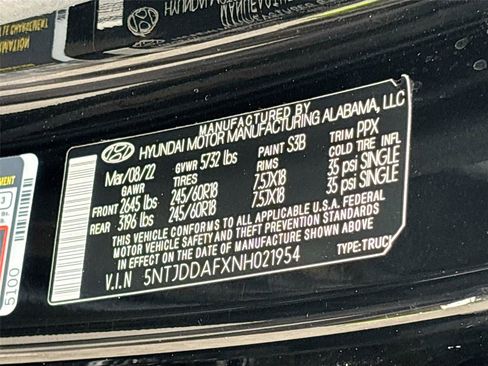 MANUFACTURED BY
HYUNDAI MOTOR MANUFACTURING ALABAMA, LLC
Mar/08/22 GVWR 5732 lbs PAINT S3B TRIM PPX
GAWR TIRES RIMS COLD TIRE INFL
FRONT 2645 lbs 245/60R18 7.5JX18 35 psi SINGLE
REAR 3196 lbs 245/60R18 7.5JX18 35 psi SINGLE
THIS VEHICLE CONFORMS TO ALL APPLICABLE U.S.A. FEDERAL
MOTOR VEHICLE SAFETY AND THEFT PREVENTION STANDARDS
IN EFFECT ON THE DATE OF MANUFACTURE SHOWN ABOVE.
V.I.N 5NTJDDAFXNH021954 TYPE:TRUCK
5100